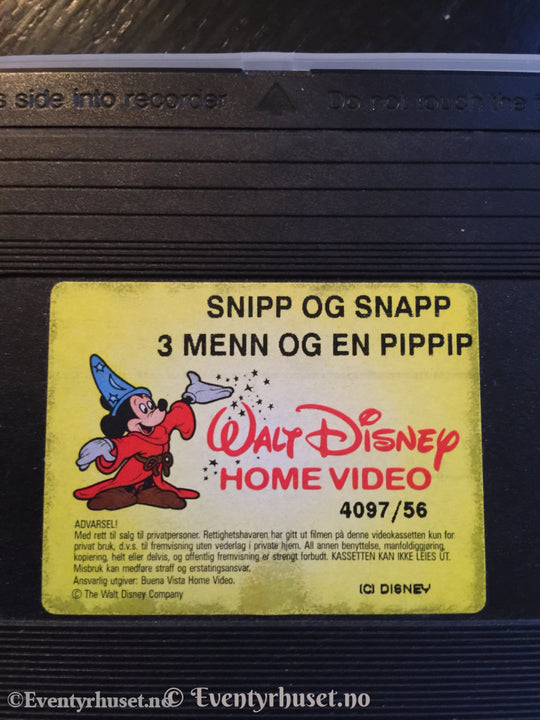 s side into recorder Do not touch the t
SNIPP OG SNAPP
3 MENN OG EN PIPPIP
WALT DISNEY
HOME VIDEO
4097/56
ADVARSEL!
Med rett til salg til privatpersoner. Rettighetshavaren har gitt ut filmen på denne videokassetten kun for
privat bruk, d.v.s. til fremvisning uten vederlag i private hjem. All annen benyttelse, manfoldiggjøring,
kopiering, helt eller delvis, og offentlig fremvisning er strengt forbudt. KASSETTEN KAN IKKE LEIES UT.
Misbruk kan medføre straff og erstatingsansvar.
Ansvarlig utgiver: Buena Vista Home Video.
© The Walt Disney Company
(C) DISNEY
©Eventyrhuset.no © Eventyrhuset.no